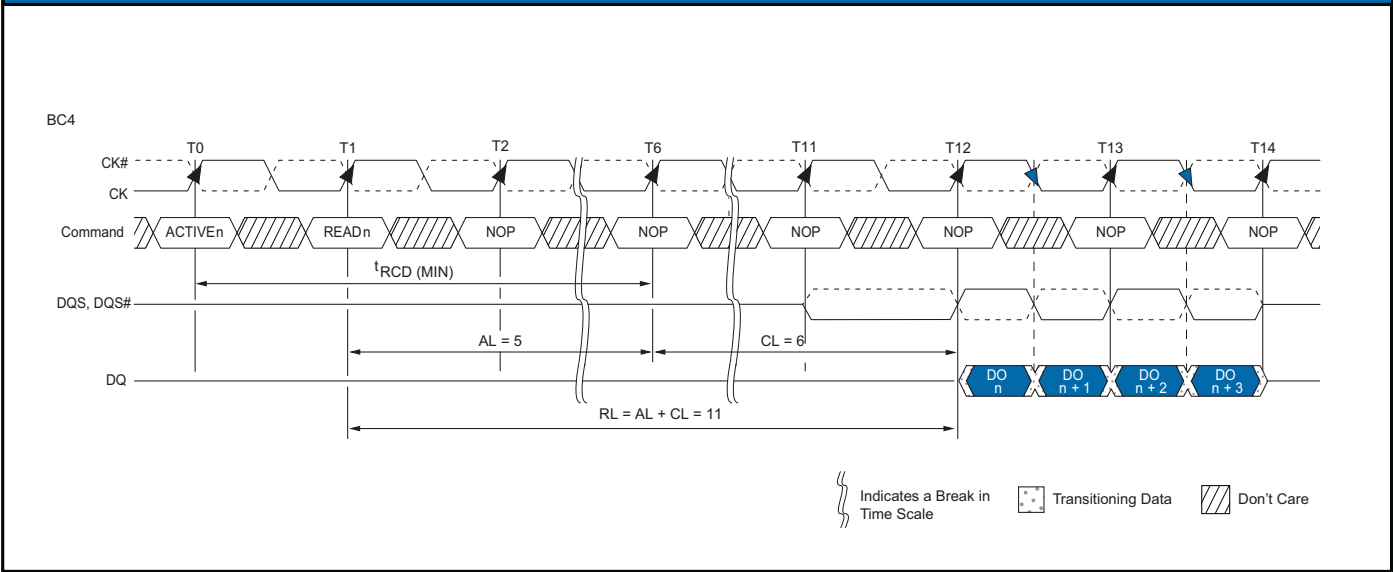 BC4
T0 T1 T2 T6 T11 T12 T13 T14
CK#
CK
Command ACTIVE n READ n NOP NOP NOP NOP NOP NOP
tRCD (MIN)
DQS, DQS#
AL = 5 CL = 6
DQ DO n DO n + 1 DO n + 2 DO n + 3
RL = AL + CL = 11
Indicates a Break in
Time Scale
Transitioning Data
Don't Care